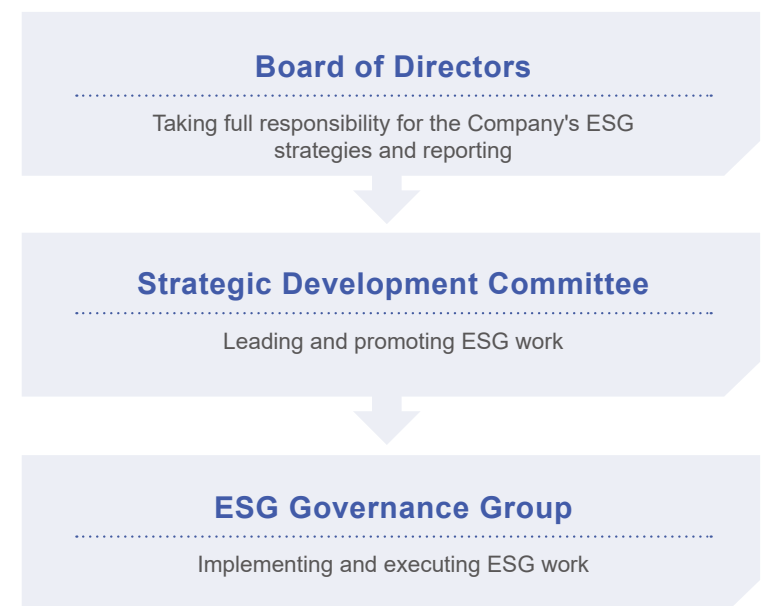 Board of Directors
Taking full responsibility for the Company's ESG
strategies and reporting
Strategic Development Committee
Leading and promoting ESG work
ESG Governance Group
Implementing and executing ESG work